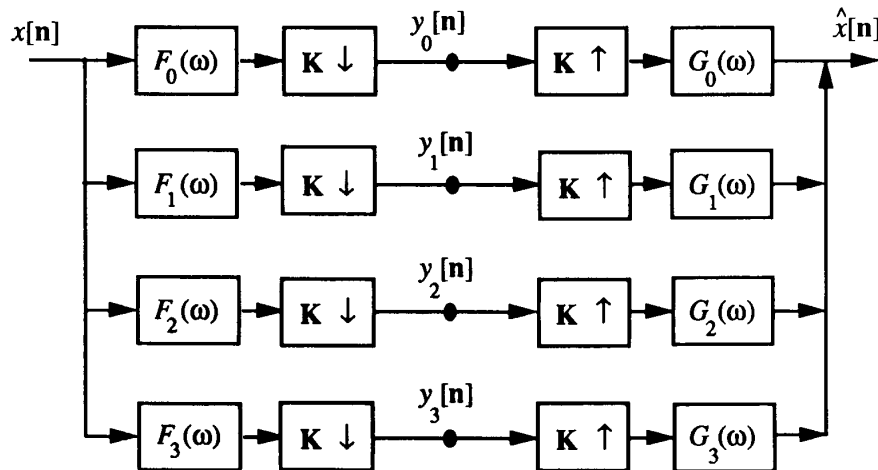 x[n] y₀[n] x̂[n]
F₀(ω) K ↓ K ↑ G₀(ω)
y₁[n]
F₁(ω) K ↓ K ↑ G₁(ω)
y₂[n]
F₂(ω) K ↓ K ↑ G₂(ω)
y₃[n]
F₃(ω) K ↓ K ↑ G₃(ω)